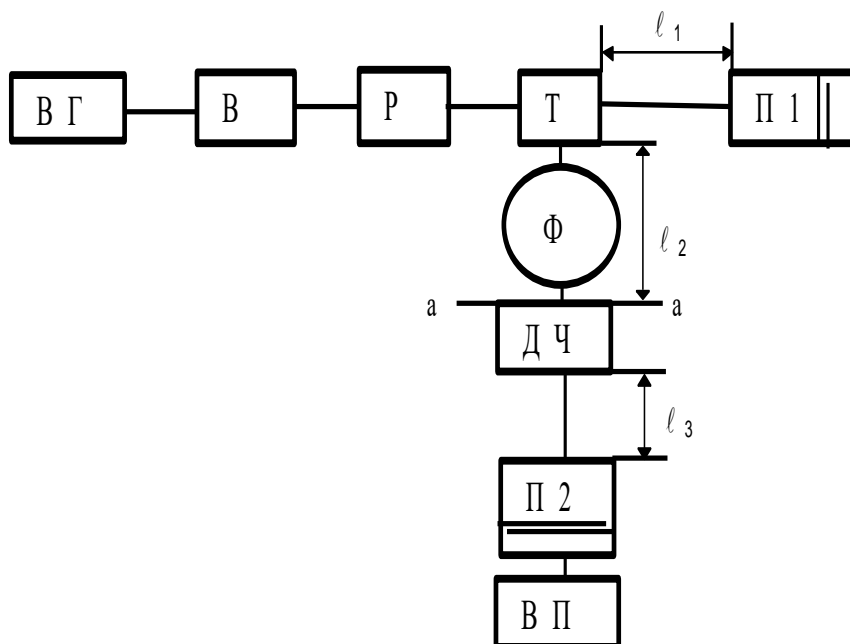 ℓ 1
В Г В Р Т П 1
Ф
ℓ 2
а а
Д Ч
ℓ 3
П 2
В П